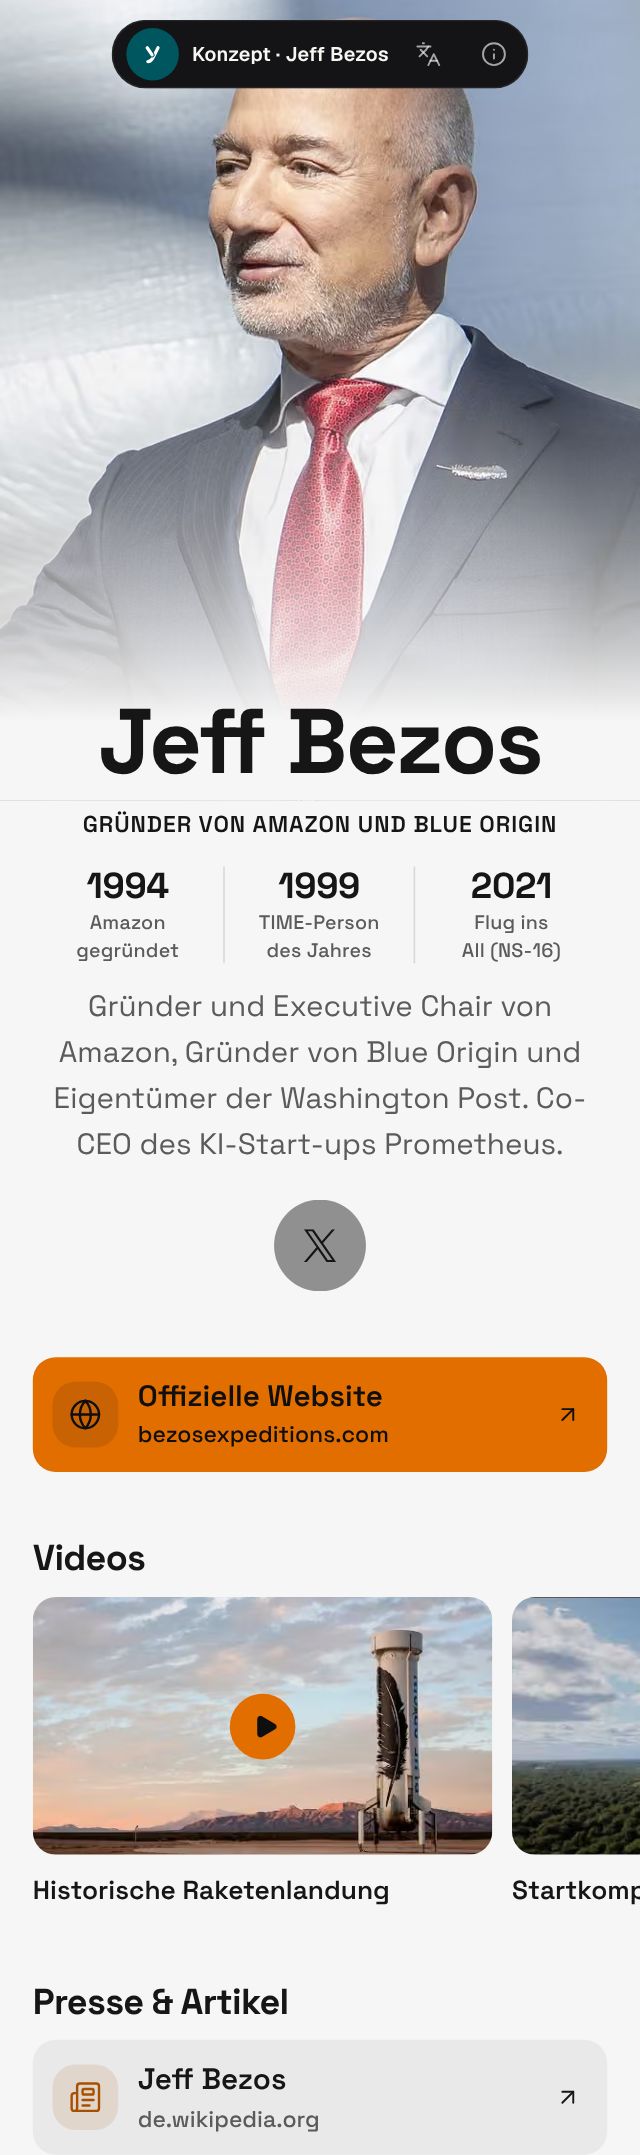 y
Konzept · Jeff Bezos
Jeff Bezos
GRÜNDER VON AMAZON UND BLUE ORIGIN
1994
Amazon
gegründet
1999
TIME-Person
des Jahres
2021
Flug ins
All (NS-16)
Gründer und Executive Chair von
Amazon, Gründer von Blue Origin und
Eigentümer der Washington Post. Co-
CEO des KI-Start-ups Prometheus.
X
Offizielle Website
bezosexpeditions.com
Videos
Historische Raketenlandung
Startkomp
Presse & Artikel
Jeff Bezos
de.wikipedia.org